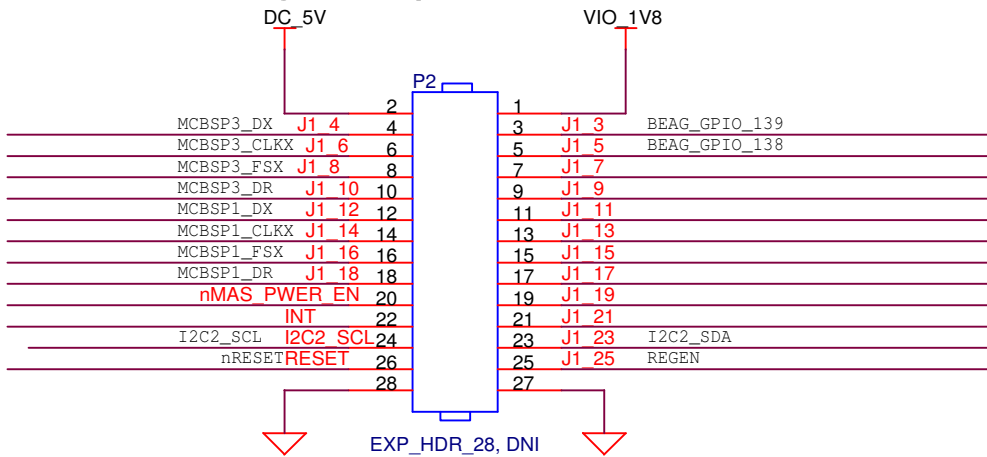 DC_5V VIO_1V8
P2
2 1
MCBSP3_DX J1_4 4 3 J1_3 BEAG_GPIO_139
MCBSP3_CLKX J1_6 6 5 J1_5 BEAG_GPIO_138
MCBSP3_FSX J1_8 8 7 J1_7
MCBSP3_DR J1_10 10 9 J1_9
MCBSP1_DX J1_12 12 11 J1_11
MCBSP1_CLKX J1_14 14 13 J1_13
MCBSP1_FSX J1_16 16 15 J1_15
MCBSP1_DR J1_18 18 17 J1_17
nMAS_PWER_EN 20 19 J1_19
INT 22 21 J1_21
I2C2_SCL I2C2_SCL 24 23 J1_23 I2C2_SDA
nRESET RESET 26 25 J1_25 REGEN
28 27
EXP_HDR_28, DNI